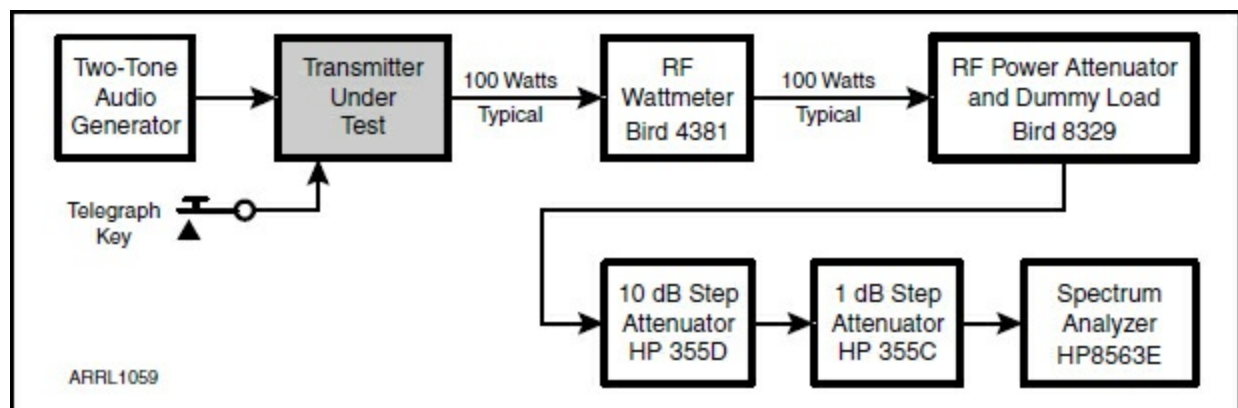 Two-Tone
Audio
Generator
Transmitter
Under
Test
100 Watts
Typical
RF
Wattmeter
Bird 4381
100 Watts
Typical
RF Power Attenuator
and Dummy Load
Bird 8329
Telegraph
Key
10 dB Step
Attenuator
HP 355D
1 dB Step
Attenuator
HP 355C
Spectrum
Analyzer
HP8563E
ARRL1059